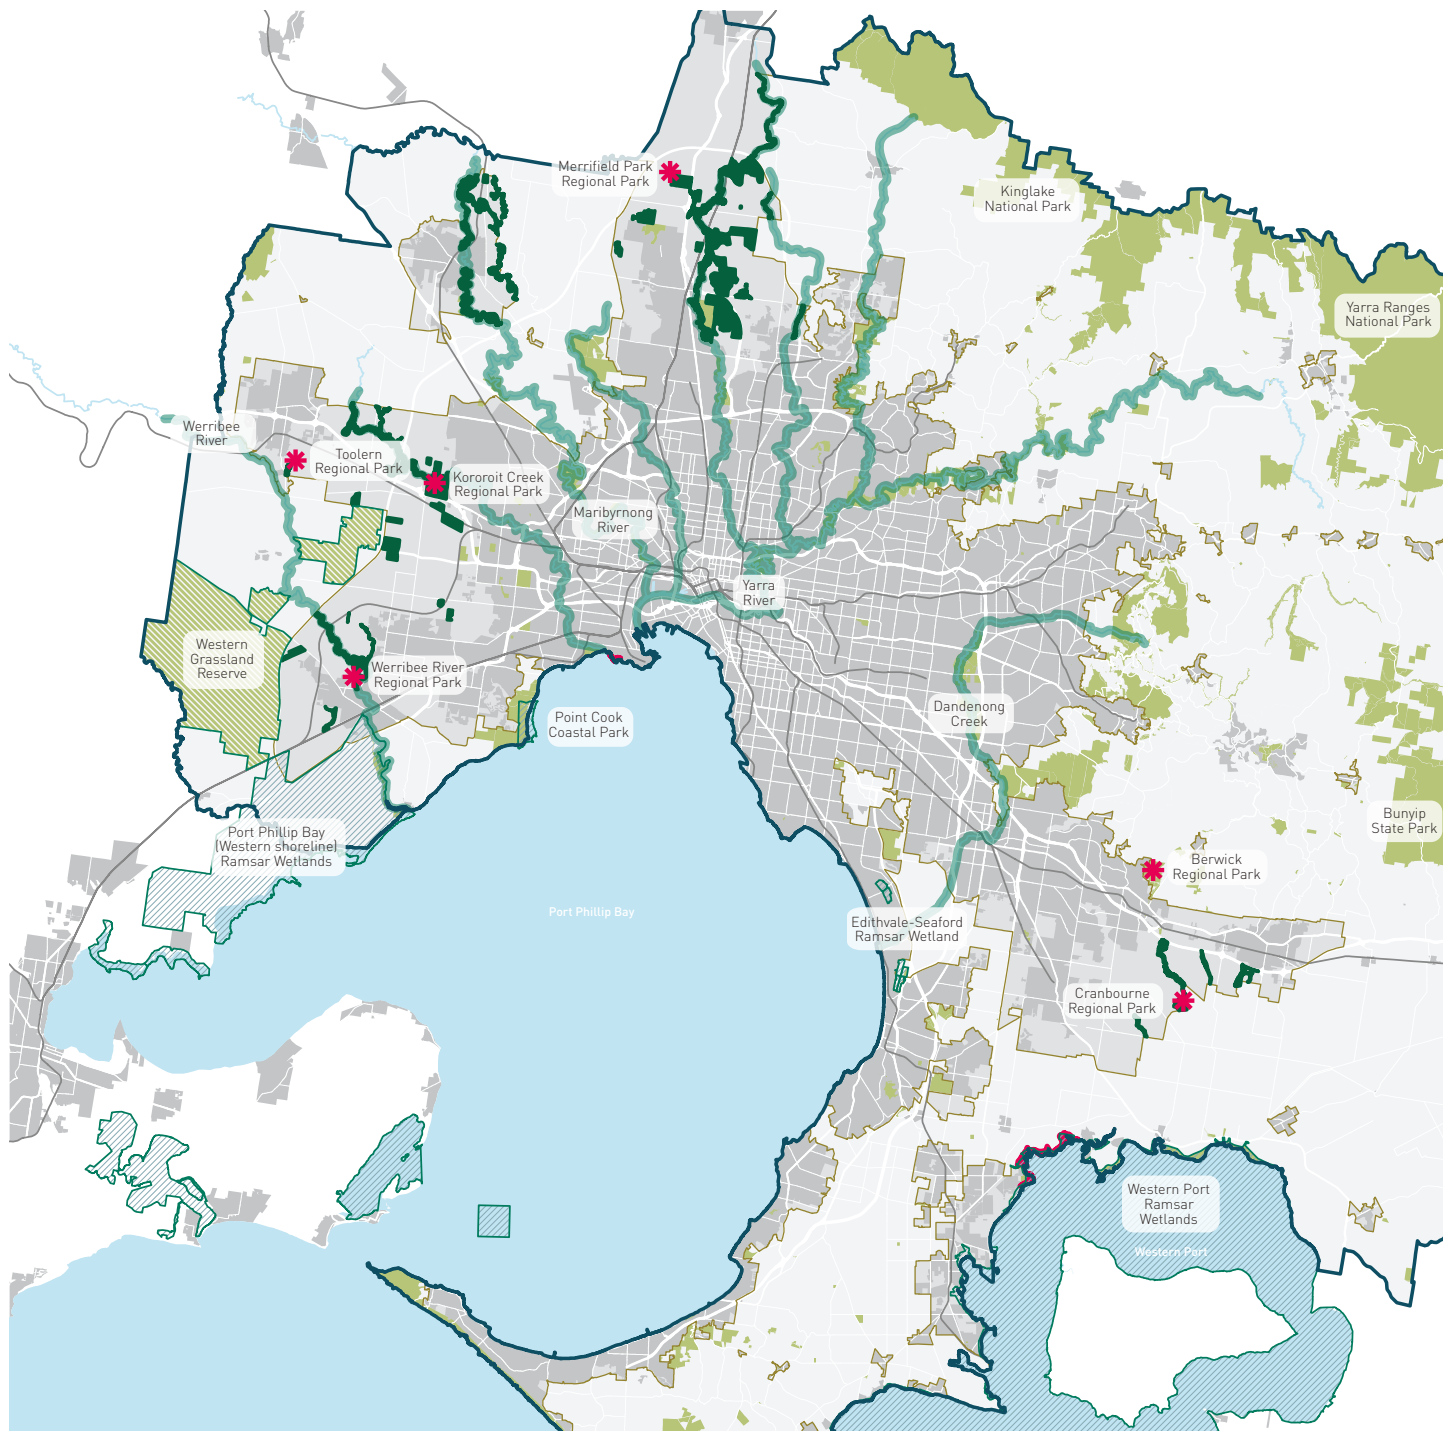 Merrifield Park
Regional Park
Kinglake
National Park
Yarra Ranges
National Park
Werribee
River
Toolern
Regional Park
Kororoit Creek
Regional Park
Maribyrnong
River
Yarra
River
Western
Grassland
Reserve
Werribee River
Regional Park
Point Cook
Coastal Park
Dandenong
Creek
Port Phillip Bay
(Western shoreline)
Ramsar Wetlands
Bunyip
State Park
Berwick
Regional Park
Port Phillip Bay
Edithvale-Seaford
Ramsar Wetland
Cranbourne
Regional Park
Western Port
Ramsar
Wetlands
Western Port